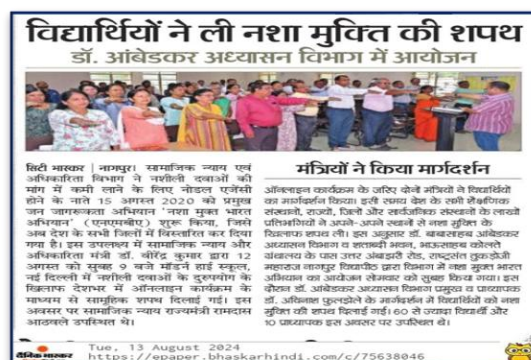 विद्यार्थियों ने ली नशा मुक्ति की शपथ
डॉ. आंबेडकर अध्यासन विभाग में आयोजन
सिटी भास्कर | नागपुर। सामाजिक न्याय एवं
अधिकारिता विभाग ने नशीली दवाओं की
मांग में कमी लाने के लिए नोडल एजेंसी
होने के नाते 15 अगस्त 2020 को प्रमुख
जन जागरूकता अभियान 'नशा मुक्त भारत
अभियान' (एनएमबीए) शुरू किया, जिसे
अब देश के सभी जिलों में विस्तारित कर दिया
गया है। इस उपलक्ष्य में सामाजिक न्याय और
अधिकारिता मंत्री डॉ. वीरेंद्र कुमार द्वारा 12
अगस्त को सुबह 9 बजे मॉडर्न हाई स्कूल,
नई दिल्ली में नशीली दवाओं के दुरुपयोग के
खिलाफ देशभर में ऑनलाइन कार्यक्रम के
माध्यम से सामूहिक शपथ दिलाई गई। इस
अवसर पर सामाजिक न्याय राज्यमंत्री रामदास
आठवले उपस्थित थे।
मंत्रियों ने किया मार्गदर्शन
ऑनलाइन कार्यक्रम के जरिए दोनों मंत्रियों ने विद्यार्थियों
का मार्गदर्शन किया। इसी समय देश के सभी शैक्षणिक
संस्थानों, राज्यों, जिलों और सार्वजनिक संस्थानों के लाखों
प्रतिभागियों ने अपने-अपने स्थानों से नशा मुक्ति के
खिलाफ शपथ ली। इस अनुसार डॉ. बाबासाहब आंबेडकर
अध्यासन विभाग व शताब्दी भवन, भाऊसाहब कोलते
ग्रंथालय के पास उत्तर अंबाझरी रोड, राष्ट्रसंत तुकडोजी
महाराज नागपुर विद्यापीठ द्वारा विभाग में नशा मुक्त भारत
अभियान का आयोजन सोमवार को सुबह किया गया। इस
दौरान डॉ. आंबेडकर अध्यासन विभाग प्रमुख व प्राध्यापक
डॉ. अविनाश फुलझेले के मार्गदर्शन में विद्यार्थियों को नशा
मुक्ति की शपथ दिलाई गई। 60 से ज्यादा विद्यार्थी और
10 प्राध्यापक इस अवसर पर उपस्थित थे।
दैनिक भास्कर
Tue, 13 August 2024
https://epaper.bhaskarhindi.com/c/75638046